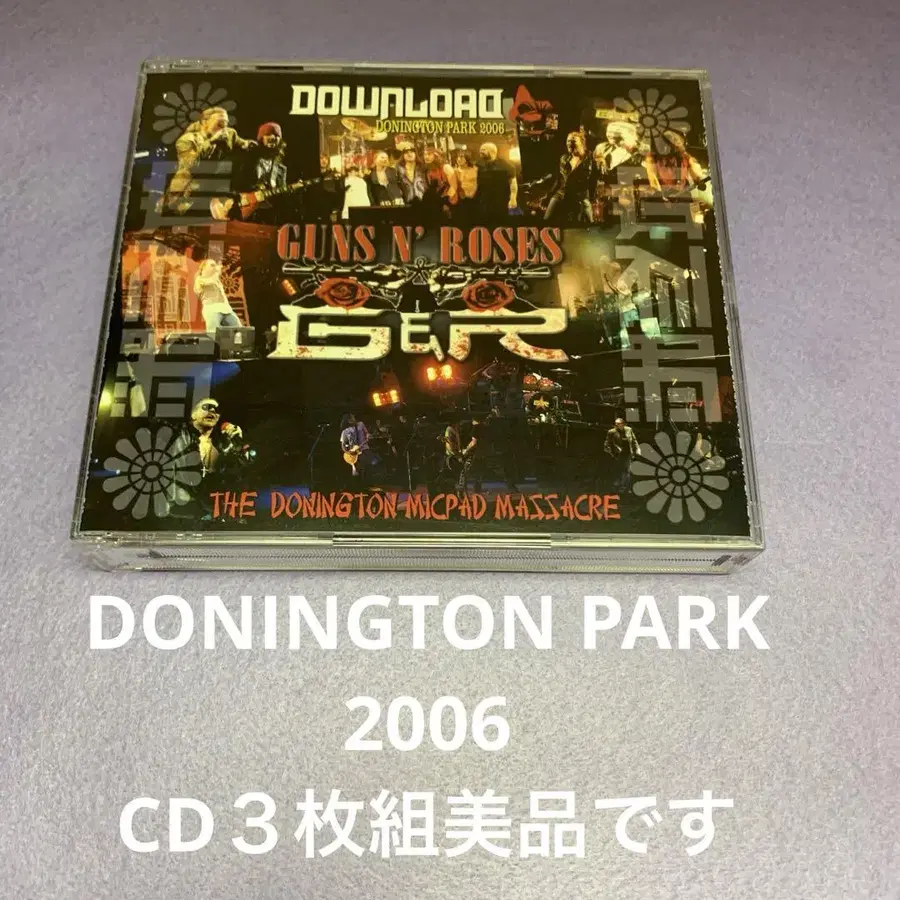 DOWNLOAD
DONINGTON PARK 2006
GUNS N' ROSES
G&R
THE DONINGTON MICPAD MASSACRE
DONINGTON PARK
2006
CD３枚組美品です